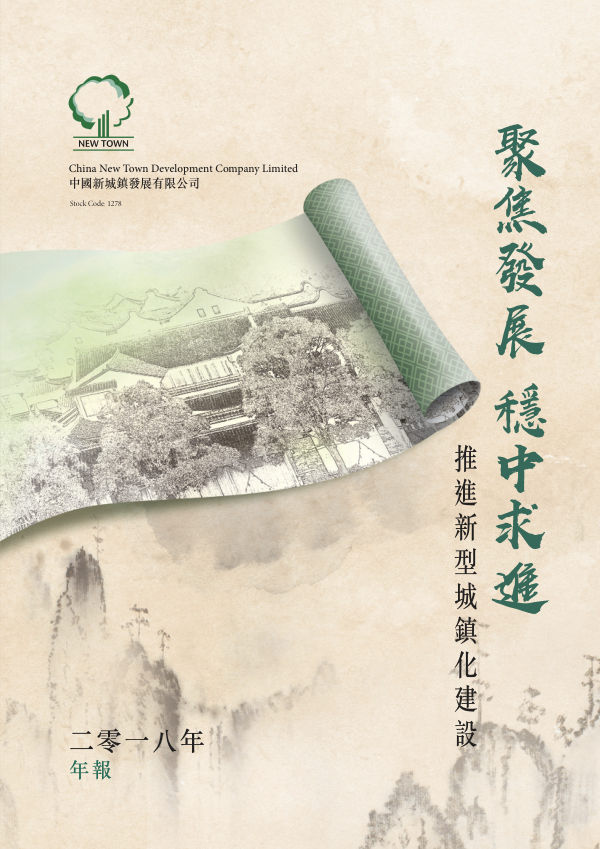 NEW TOWN
China New Town Development Company Limited
中國新城鎮發展有限公司
Stock Code 1278
聚焦發展 穩中求進
推進新型城鎮化建設
二零一八年
年報